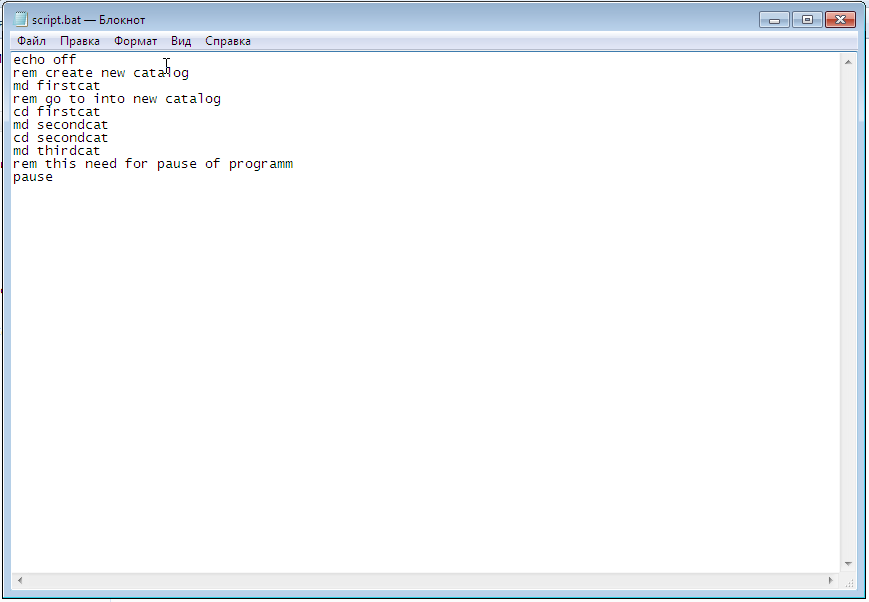 script.bat — Блокнот
Файл Правка Формат Вид Справка
echo off
rem create new catalog
md firstcat
rem go to into new catalog
cd firstcat
md secondcat
cd secondcat
md thirdcat
rem this need for pause of programm
pause